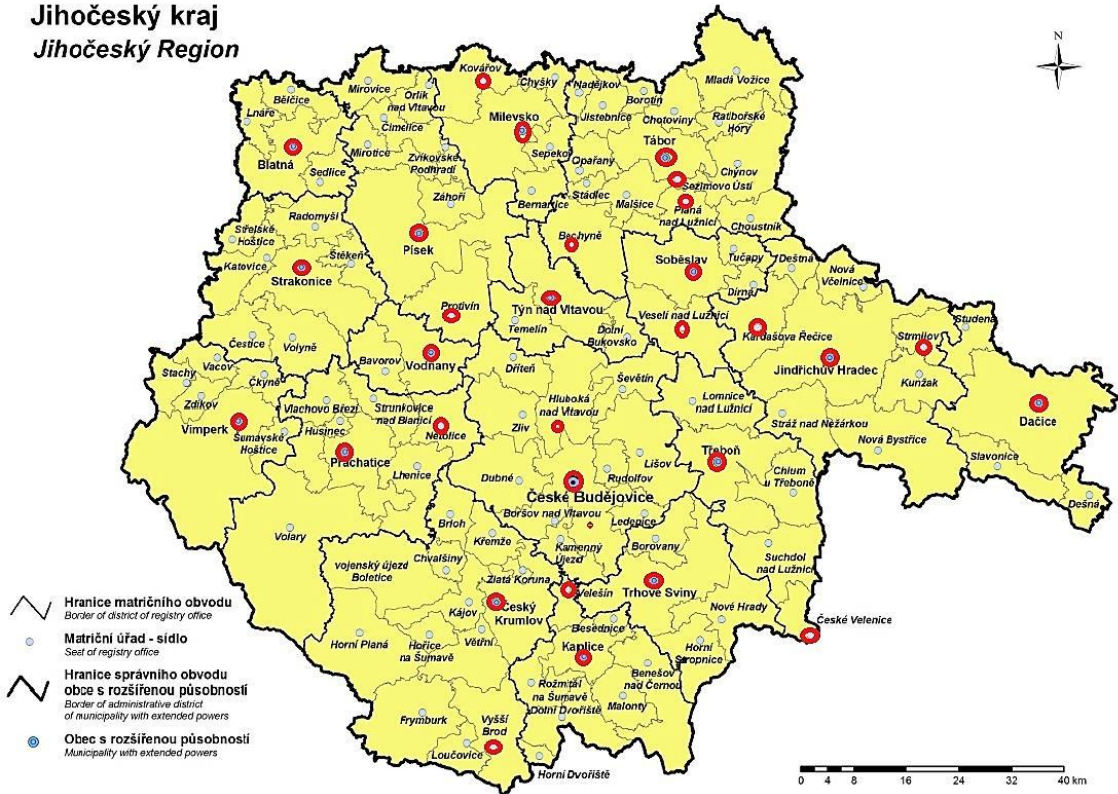 Jihočeský kraj
Jihočeský Region
N
Kovářov
Chyšky
Nadějkov
Mladá Vožice
Mirovice
Orlík
nad Vltavou
Borotín
Bělčice
Lnáře
Jistebnice
Chotoviny
Milevsko
Ratibořské
Hory
Čimelice
Tábor
Mirotice
Sepekov
Opařany
Blatná
Zvíkovské
Podhradí
Chýnov
Sedlice
Stádlec
Sezimovo Ústí
Záhoří
Bernartice
Malšice
Planá
nad Lužnicí
Radomyšl
Choustník
Střelské
Hoštice
Písek
Bechyně
Štěkeň
Soběslav
Tučapy
Deštná
Katovice
Nová
Včelnice
Strakonice
Dírná
Protivín
Týn nad Vltavou
Veselí nad Lužnicí
Studená
Temelín
Dolní
Bukovsko
Kardašova Řečice
Strmilov
Čestice
Volyně
Bavorov
Vodňany
Dříteň
Jindřichův Hradec
Vacov
Stachy
Čkyně
Ševětín
Kunžak
Zdíkov
Vlachovo Březí
Strunkovice
nad Blanicí
Hluboká
nad Vltavou
Lomnice
nad Lužnicí
Dačice
Vimperk
Husinec
Netolice
Zliv
Stráž nad Nežárkou
Šumavské
Hoštice
Nová Bystřice
Prachatice
Lišov
Třeboň
Slavonice
Lhenice
Dubné
Rudolfov
Chlum
u Třeboně
České Budějovice
Dešná
Boršov nad Vltavou
Ledenice
Volary
Brloh
Křemže
Kamenný
Újezd
Borovany
Suchdol
nad Lužnicí
Chvalšiny
vojenský újezd
Boletice
Zlatá Koruna
Velešín
Trhové Sviny
Český
Krumlov
Nové Hrady
České Velenice
Kájov
Besednice
Horní Planá
Hořice
na Šumavě
Větřní
Kaplice
Horní
Stropnice
Benešov
nad Černou
Rožmitál
na Šumavě
Dolní Dvořiště
Malonty
Frymburk
Vyšší
Brod
Loučovice
Horní Dvořiště
Hranice matričního obvodu
Border of district of registry office
Matriční úřad - sídlo
Seat of registry office
Hranice správního obvodu
obce s rozšířenou působností
Border of administrative district
of municipality with extended powers
Obec s rozšířenou působností
Municipality with extended powers
0 4 8 16 24 32 40 km